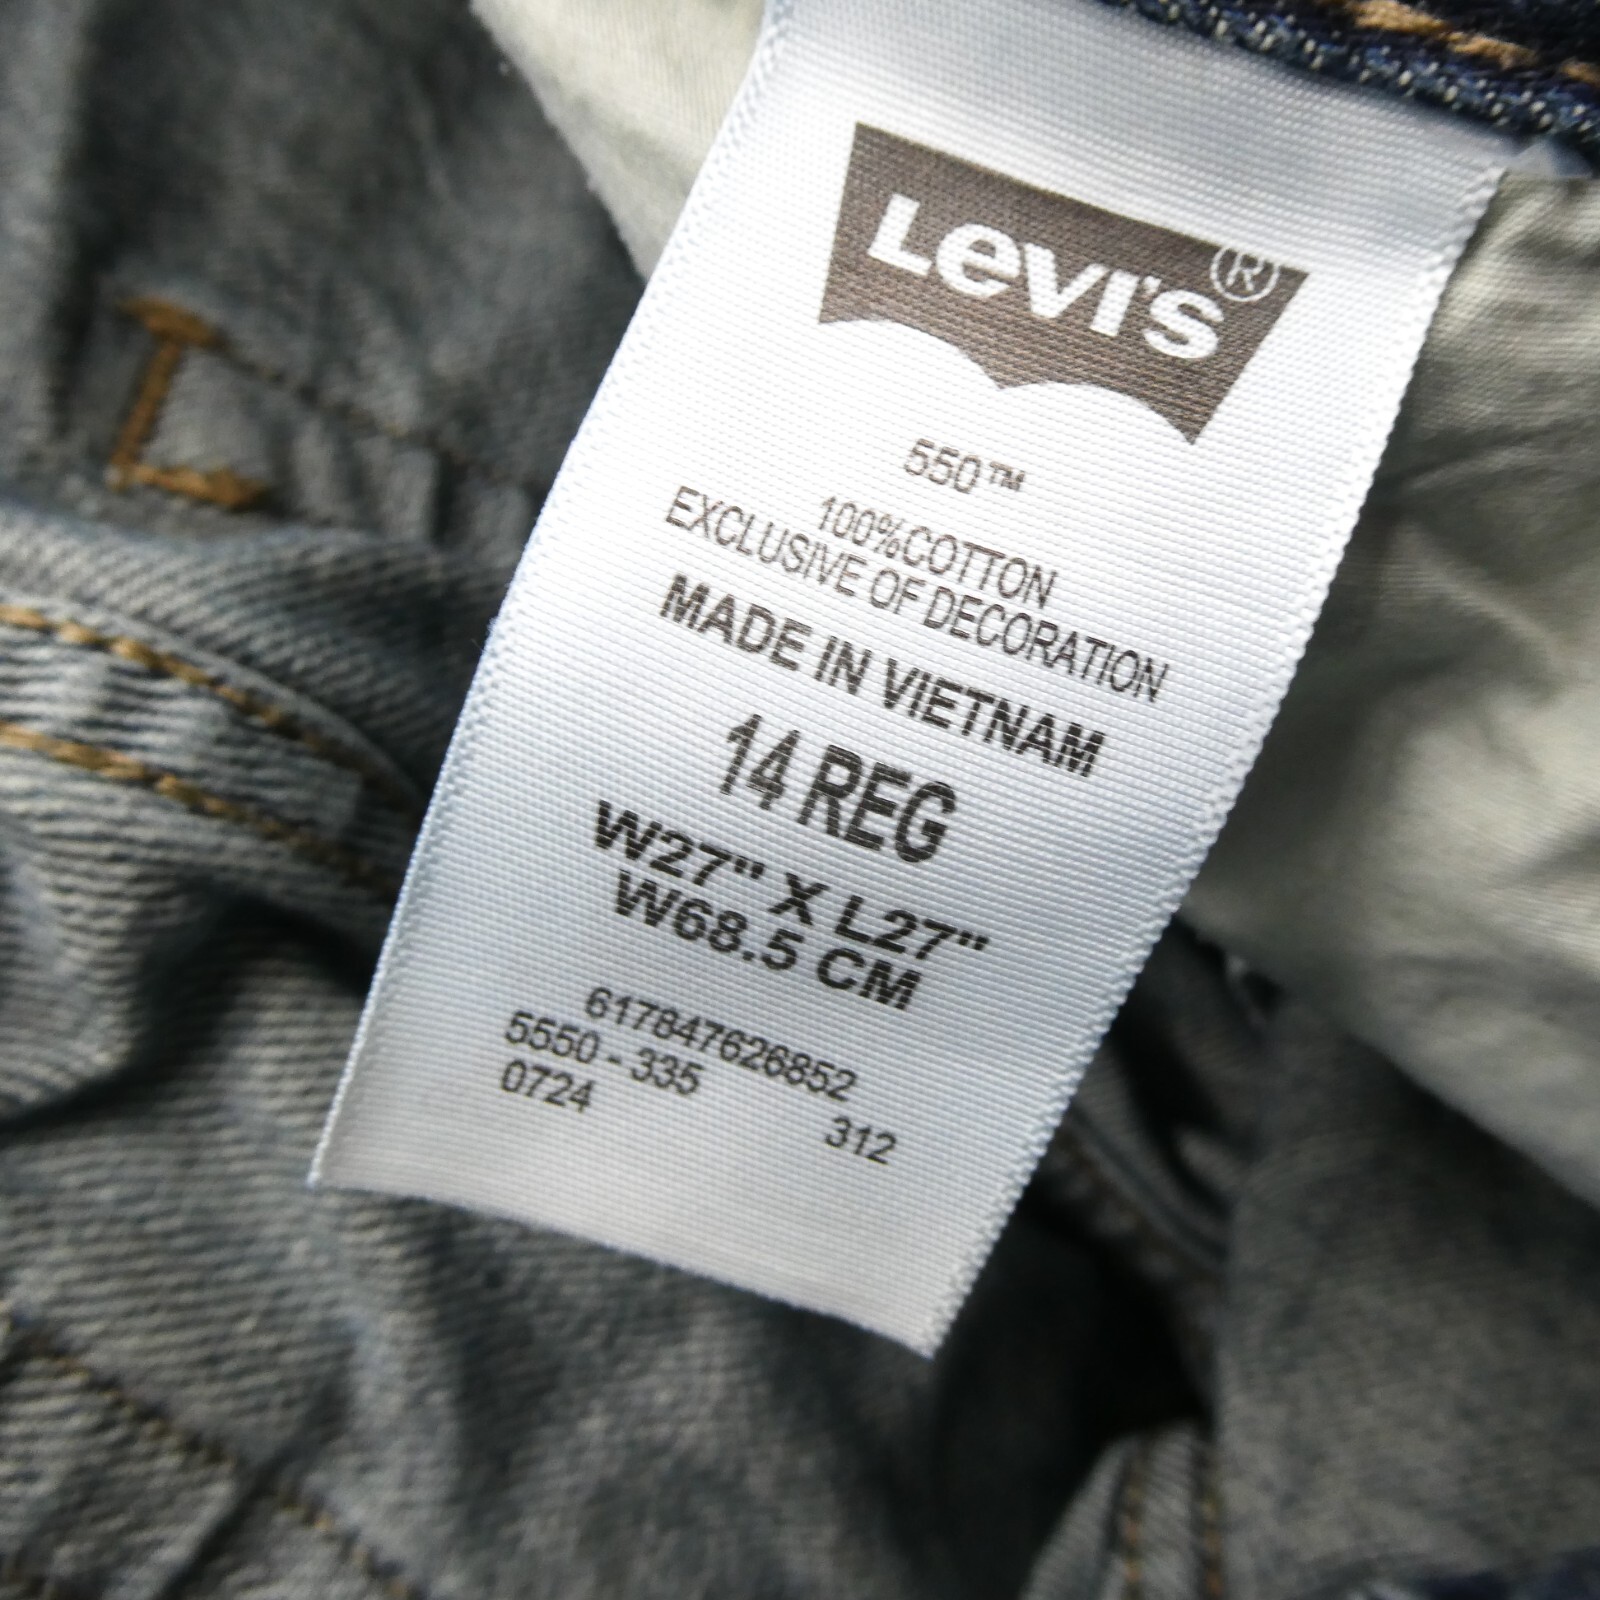 Levi's®
550™
100%COTTON
EXCLUSIVE OF DECORATION
MADE IN VIETNAM
14 REG
W27" X L27"
W68.5 CM
617847626852
5550 - 335
0724
312